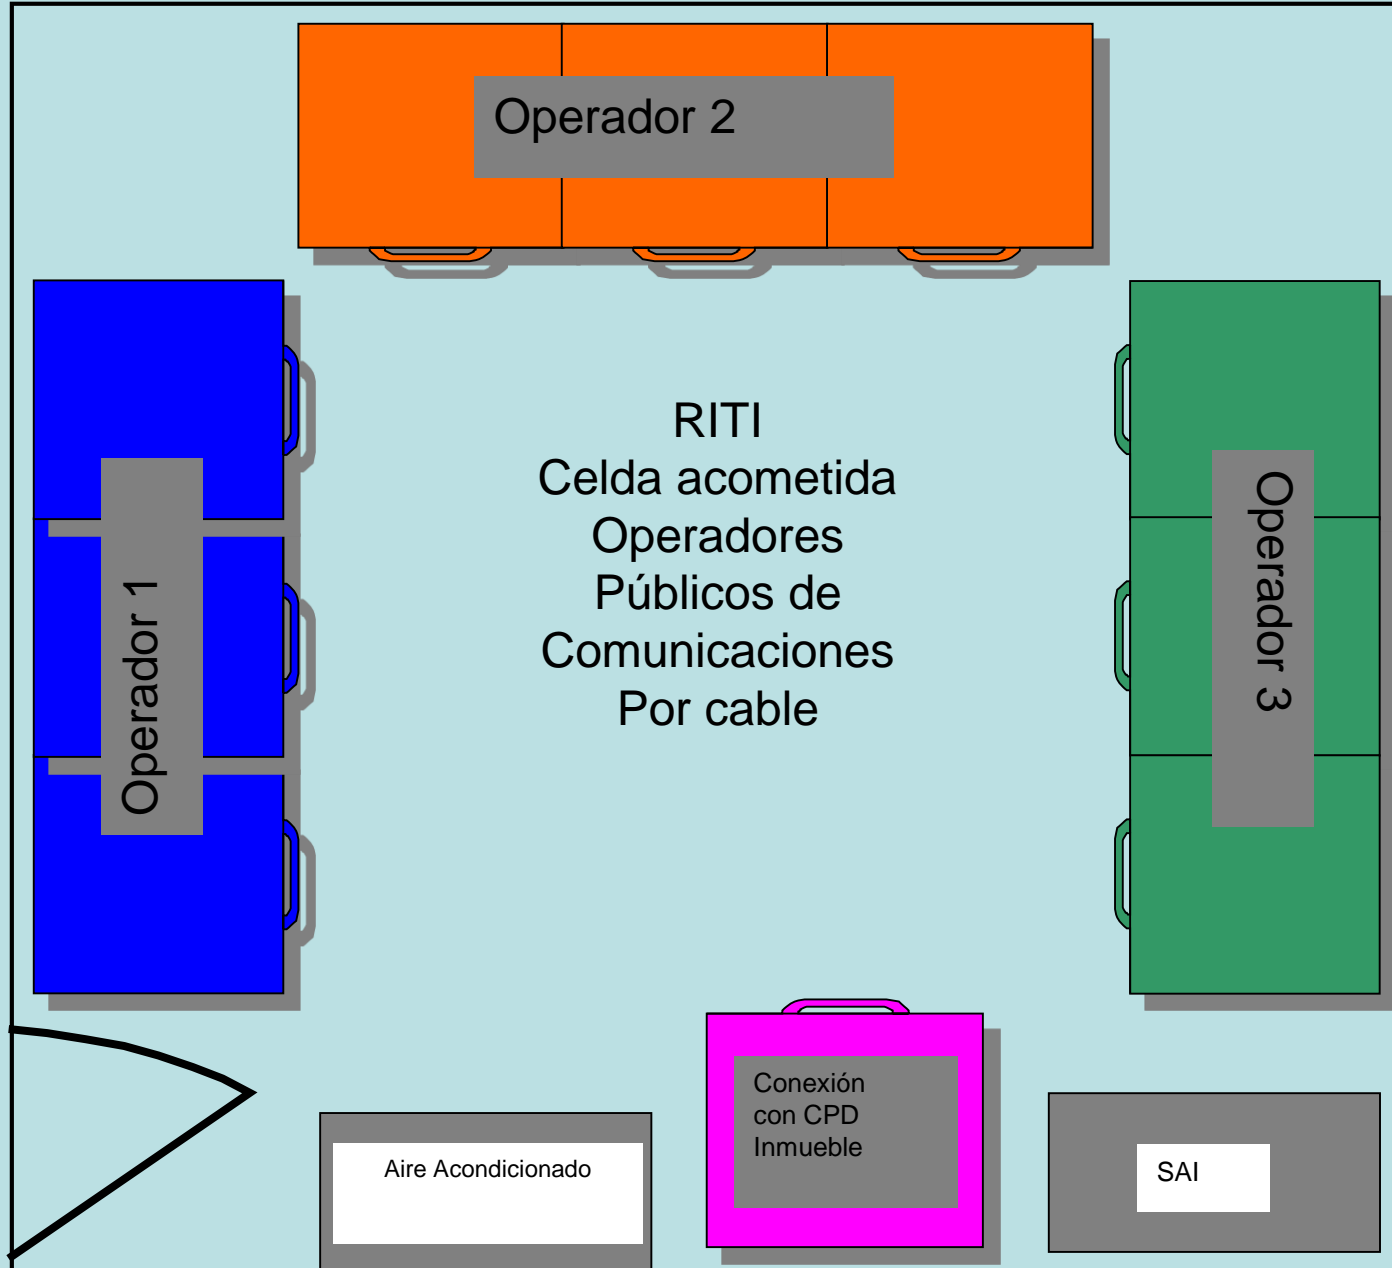 Operador 2
RITI
Celda acometida
Operadores
Públicos de
Comunicaciones
Por cable
Operador 1
Operador 3
Conexión
con CPD
Inmueble
Aire Acondicionado
SAI